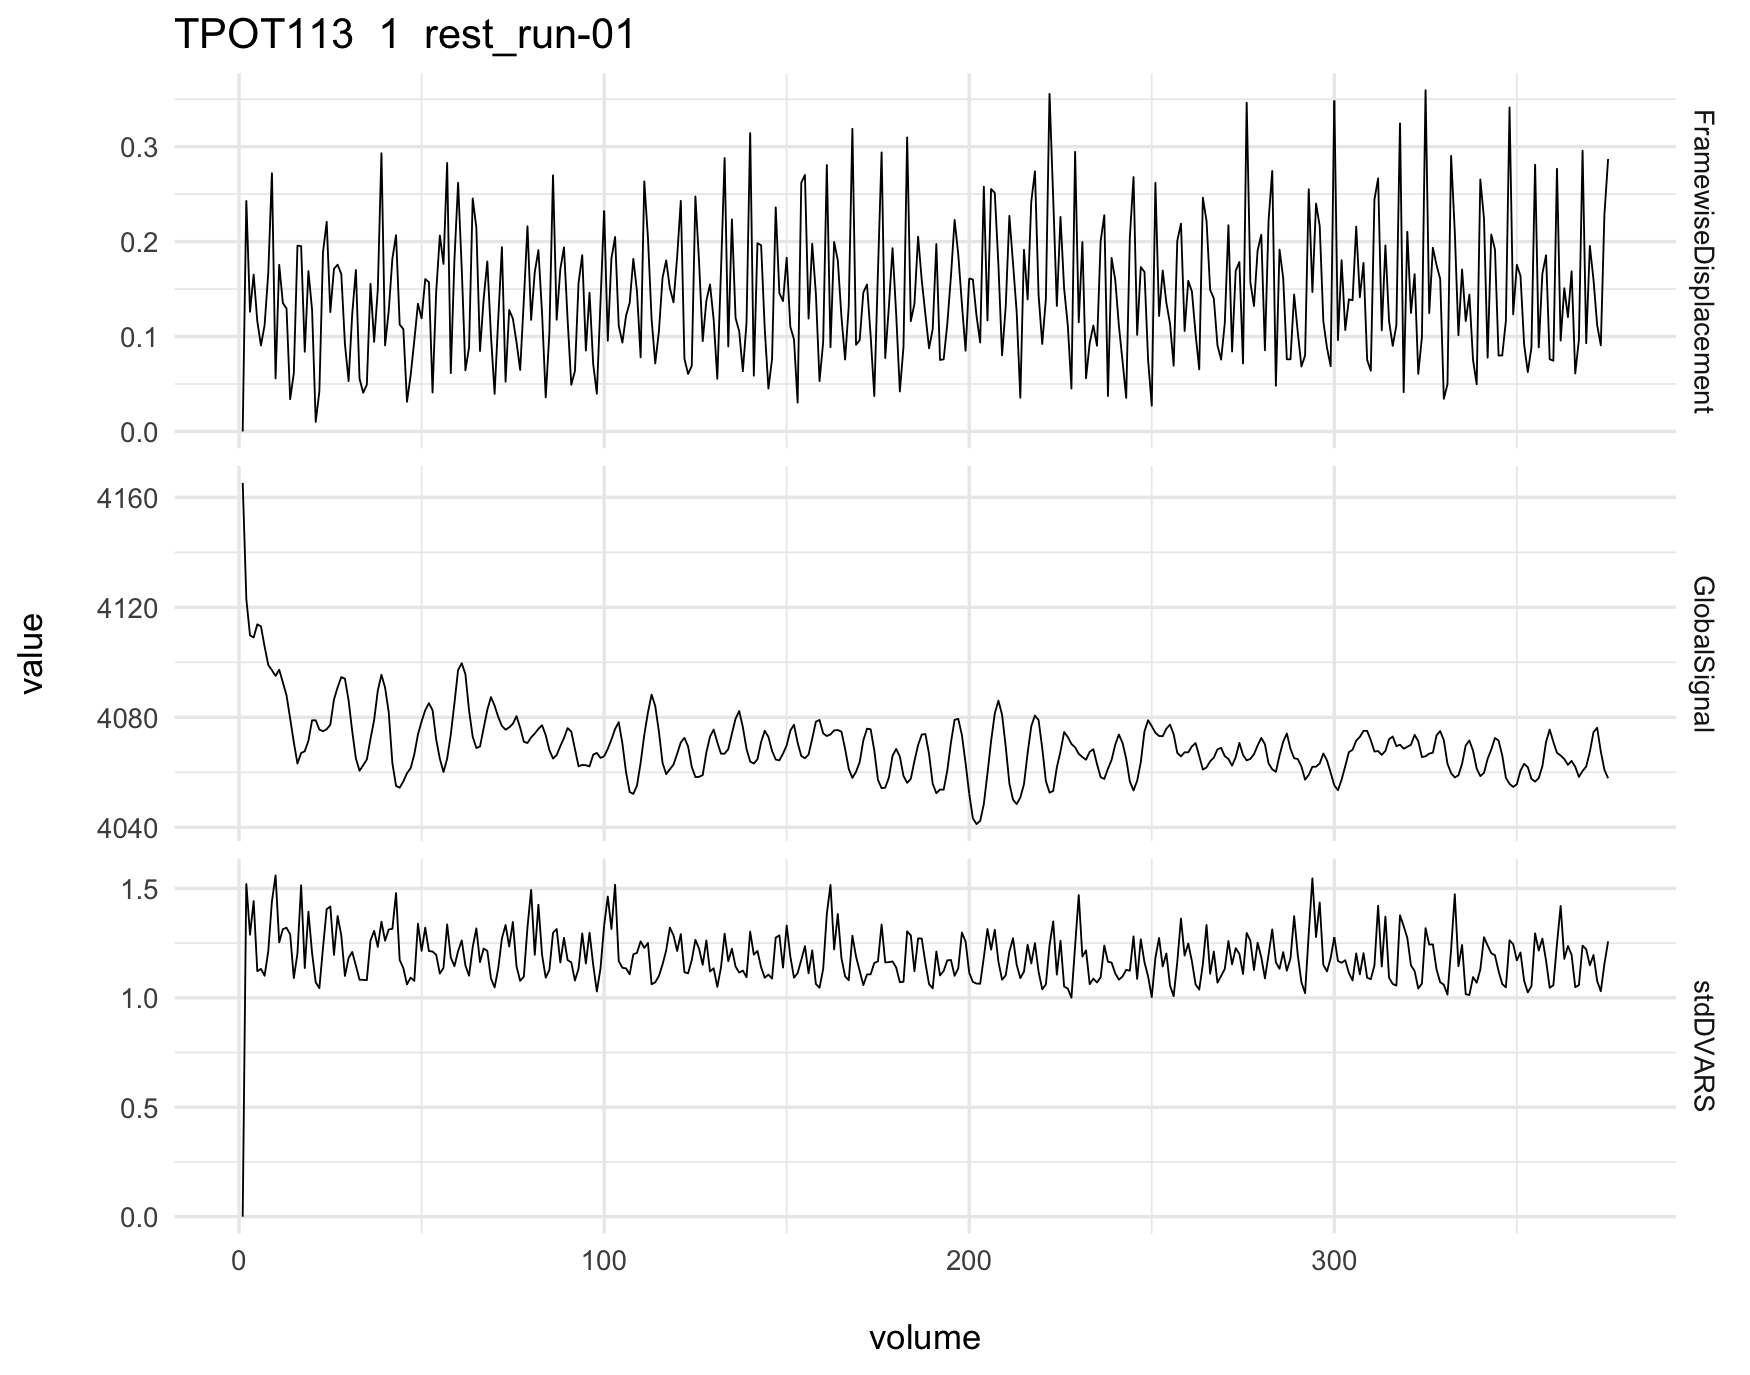 TPOT113 1 rest_run-01
0.3
0.2
0.1
0.0
FramewiseDisplacement
4160
4120
4080
4040
GlobalSignal
1.5
1.0
0.5
0.0
stdDVARS
value
0 100 200 300
volume